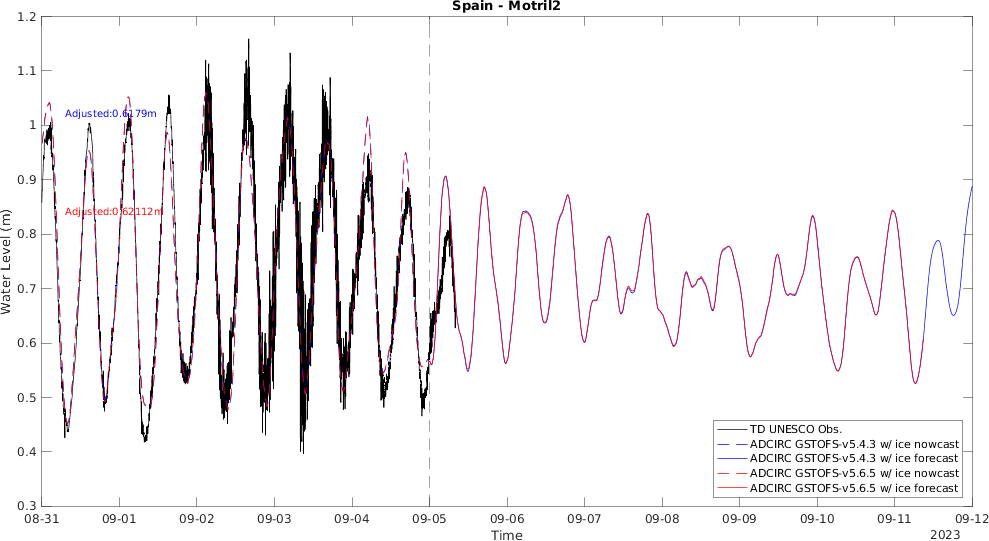 Spain - Motril2
1.2
1.1
1
0.9
0.8
0.7
0.6
0.5
0.4
0.3
Water Level (m)
Adjusted:0.6179m
Adjusted:0.62112m
TD UNESCO Obs.
ADCIRC GSTOFS-v5.4.3 w/ ice nowcast
ADCIRC GSTOFS-v5.4.3 w/ ice forecast
ADCIRC GSTOFS-v5.6.5 w/ ice nowcast
ADCIRC GSTOFS-v5.6.5 w/ ice forecast
08-31 09-01 09-02 09-03 09-04 09-05 09-06 09-07 09-08 09-09 09-10 09-11 09-12
Time
2023